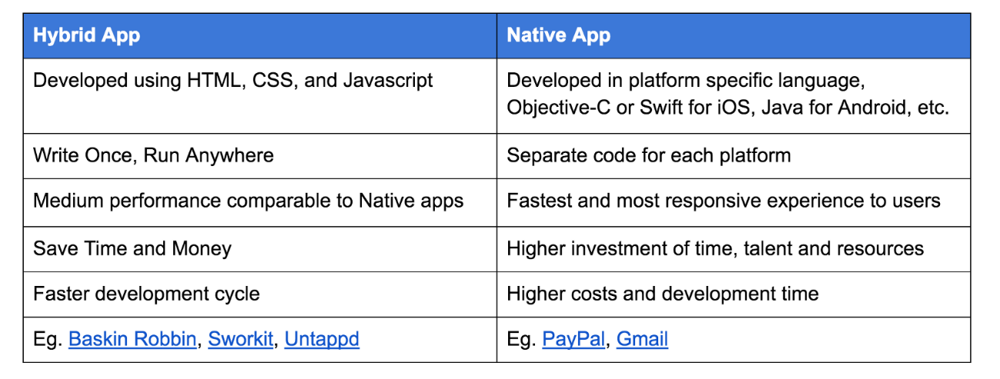 Hybrid App
Native App
Developed using HTML, CSS, and Javascript
Developed in platform specific language,
Objective-C or Swift for iOS, Java for Android, etc.
Write Once, Run Anywhere
Separate code for each platform
Medium performance comparable to Native apps
Fastest and most responsive experience to users
Save Time and Money
Higher investment of time, talent and resources
Faster development cycle
Higher costs and development time
Eg. Baskin Robbin, Sworkit, Untappd
Eg. PayPal, Gmail